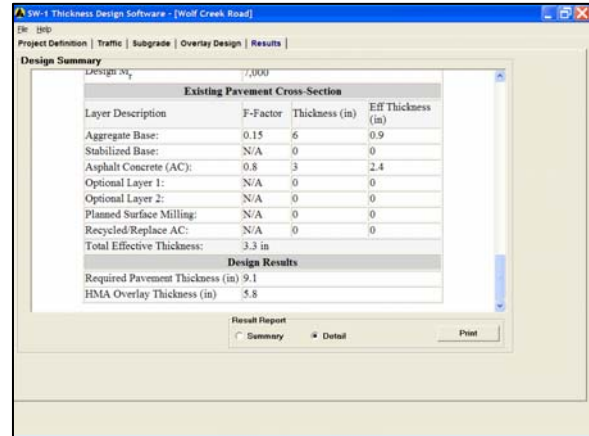 SW-1 Thickness Design Software - [Wolf Creek Road]
File Help
Project Definition | Traffic | Subgrade | Overlay Design | Results |
Design Summary
Design Mr 7,000
Existing Pavement Cross-Section
Layer Description F-Factor Thickness (in) Eff Thickness (in)
Aggregate Base: 0.15 6 0.9
Stabilized Base: N/A 0 0
Asphalt Concrete (AC): 0.8 3 2.4
Optional Layer 1: N/A 0 0
Optional Layer 2: N/A 0 0
Planned Surface Milling: N/A 0 0
Recycled/Replace AC: N/A 0 0
Total Effective Thickness: 3.3 in
Design Results
Required Pavement Thickness (in) 9.1
HMA Overlay Thickness (in) 5.8
Result Report
Summary Detail Print